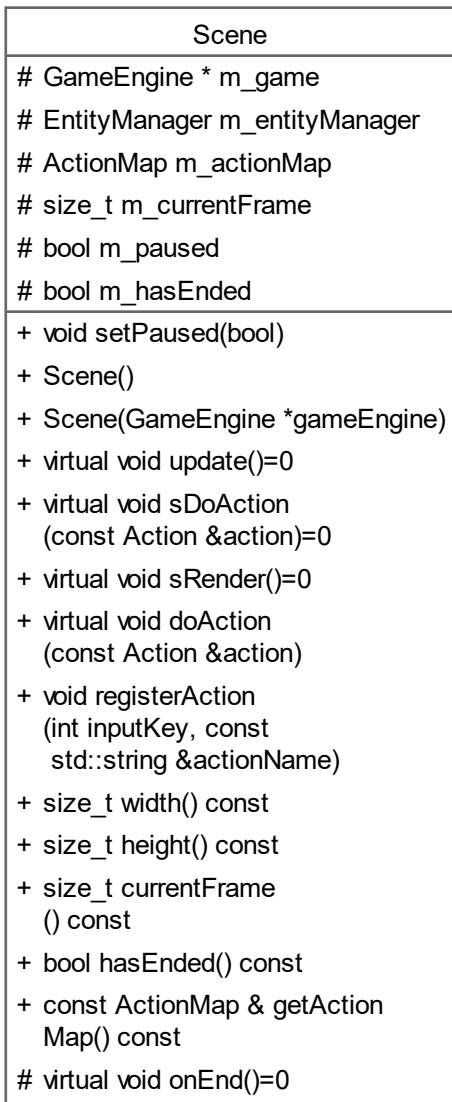 Scene
# GameEngine * m_game
# EntityManager m_entityManager
# ActionMap m_actionMap
# size_t m_currentFrame
# bool m_paused
# bool m_hasEnded
+ void setPaused(bool)
+ Scene()
+ Scene(GameEngine *gameEngine)
+ virtual void update()=0
+ virtual void sDoAction
(const Action &action)=0
+ virtual void sRender()=0
+ virtual void doAction
(const Action &action)
+ void registerAction
(int inputKey, const
std::string &actionName)
+ size_t width() const
+ size_t height() const
+ size_t currentFrame
() const
+ bool hasEnded() const
+ const ActionMap & getAction
Map() const
# virtual void onEnd()=0